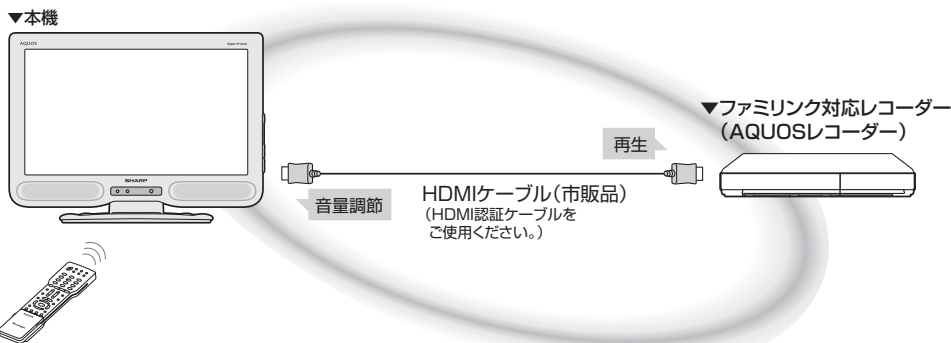 ▼本機
AQUOS
SHARP
▼ファミリンク対応レコーダー
（AQUOSレコーダー）
再生
音量調節
HDMIケーブル（市販品）
（HDMI認証ケーブルを
ご使用ください。）